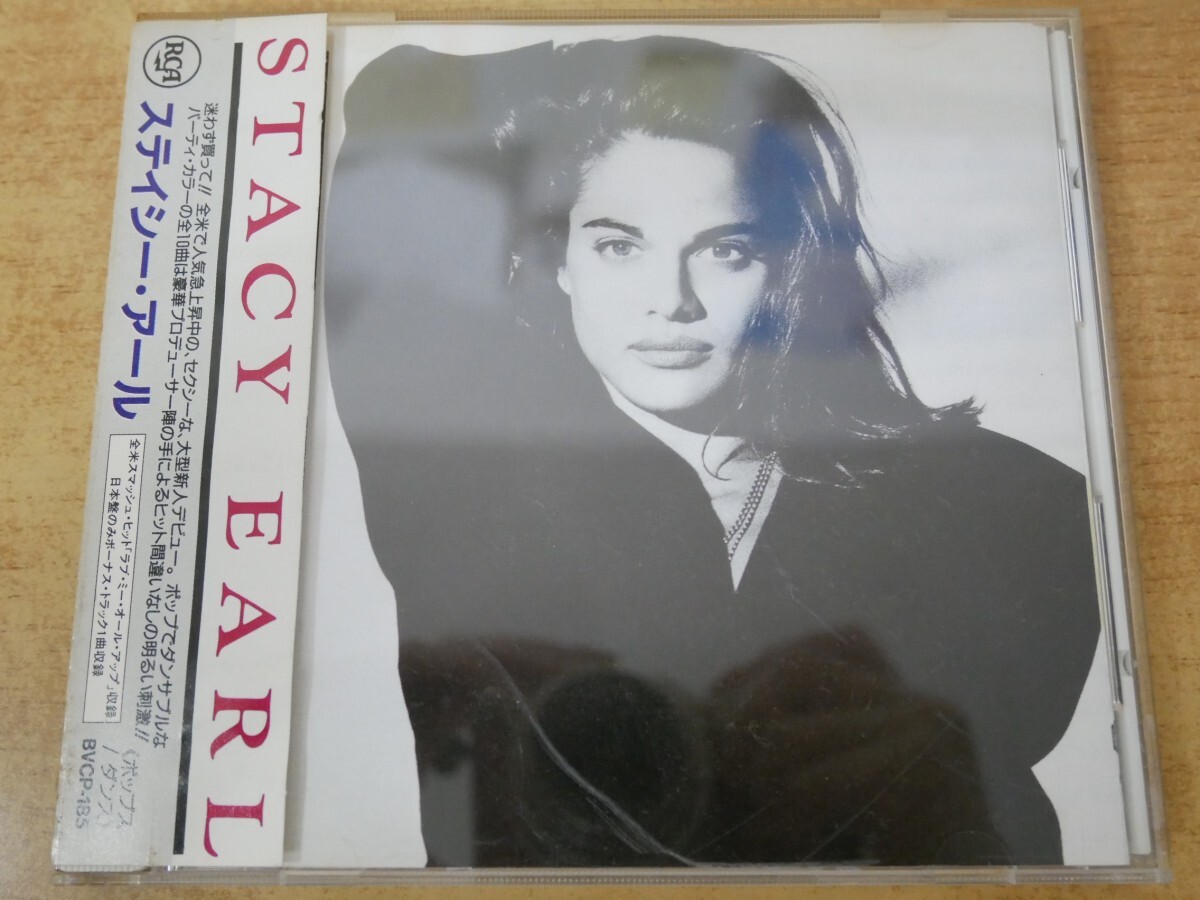 RCA
ステイシー・アール
STACY EARL
迷わず買って!! 全米で人気急上昇中の、セクシーな、大型新人デビュー。ポップでダンサブルな
パーティ・カラーの全10曲は豪華プロデューサー陣の手によるヒット間違いなしの明るい刺激!!
全米スマッシュ・ヒット「ラブ・ミー・オール・アップ」収録
日本盤のみボーナス・トラック1曲収録
《ポップス
/ダンス》
BVCP-185